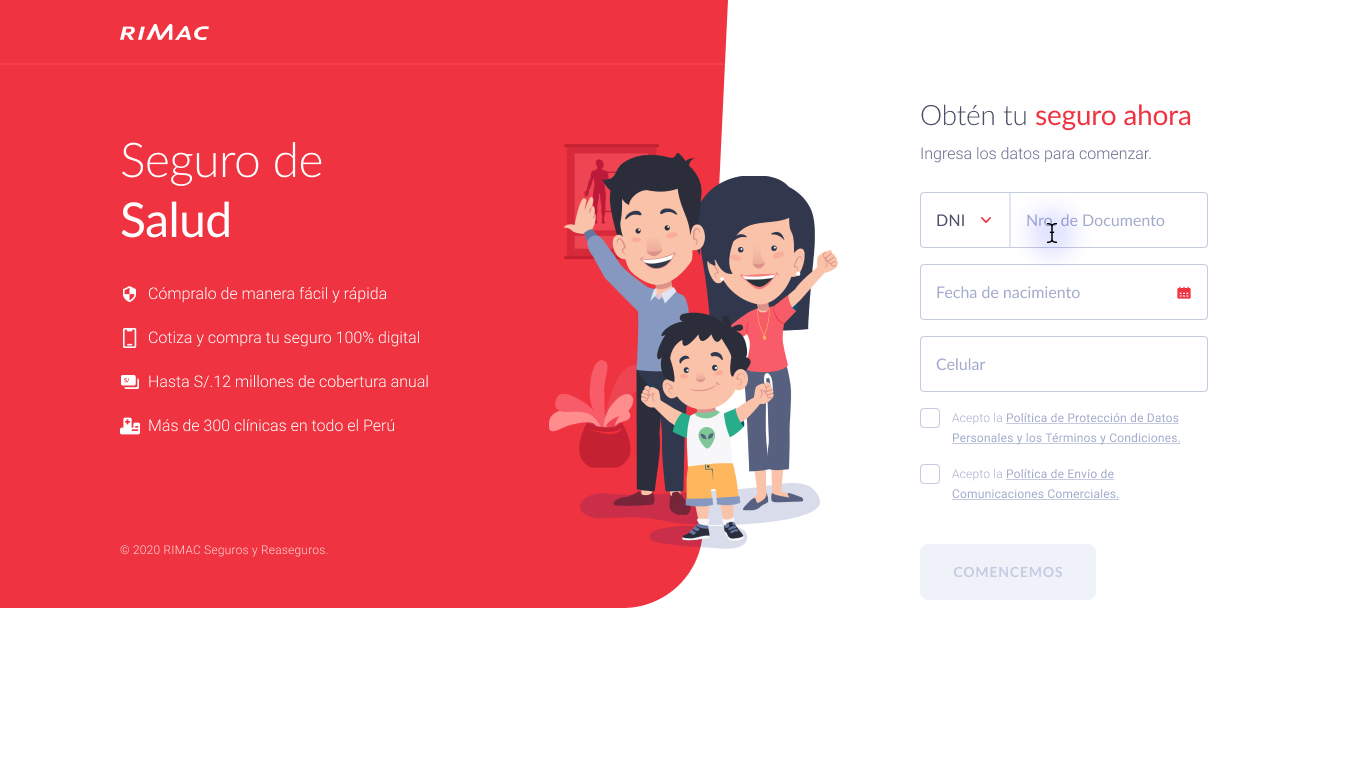 RIMAC
Seguro de
Salud
Cómpralo de manera fácil y rápida
Cotiza y compra tu seguro 100% digital
S/
Hasta S/.12 millones de cobertura anual
Más de 300 clínicas en todo el Perú
© 2020 RIMAC Seguros y Reaseguros.
Obtén tu seguro ahora
Ingresa los datos para comenzar.
DNI
Nro. de Documento
Fecha de nacimiento
Celular
Acepto la Política de Protección de Datos
Personales y los Términos y Condiciones.
Acepto la Política de Envío de
Comunicaciones Comerciales.
COMENCEMOS